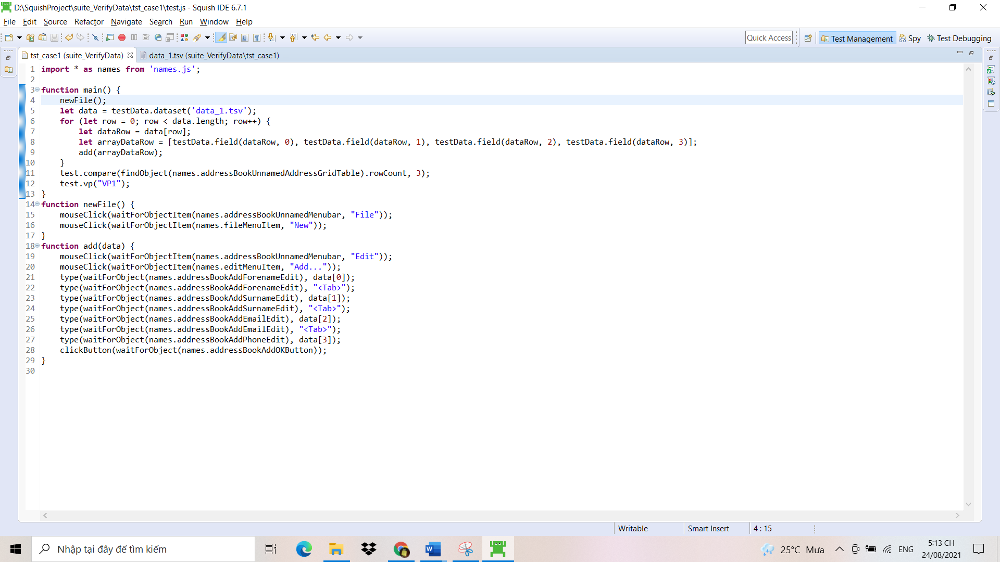 D:\SquishProject\suite_VerifyData\tst_case1\test.js - Squish IDE 6.7.1
File Edit Source Refactor Navigate Search Run Window Help
Quick Access Test Management Spy Test Debugging
tst_case1 (suite_VerifyData) data_1.tsv (suite_VerifyData\tst_case1)
1 import * as names from 'names.js';
2
3 function main() {
4 newFile();
5 let data = testData.dataset('data_1.tsv');
6 for (let row = 0; row < data.length; row++) {
7 let dataRow = data[row];
8 let arrayDataRow = [testData.field(dataRow, 0), testData.field(dataRow, 1), testData.field(dataRow, 2), testData.field(dataRow, 3)];
9 add(arrayDataRow);
10 }
11 test.compare(findObject(names.addressBookUnnamedAddressGridTable).rowCount, 3);
12 test.vp("VP1");
13 }
14 function newFile() {
15 mouseClick(waitForObjectItem(names.addressBookUnnamedMenubar, "File"));
16 mouseClick(waitForObjectItem(names.fileMenuItem, "New"));
17 }
18 function add(data) {
19 mouseClick(waitForObjectItem(names.addressBookUnnamedMenubar, "Edit"));
20 mouseClick(waitForObjectItem(names.editMenuItem, "Add..."));
21 type(waitForObject(names.addressBookAddForenameEdit), data[0]);
22 type(waitForObject(names.addressBookAddForenameEdit), "<Tab>");
23 type(waitForObject(names.addressBookAddSurnameEdit), data[1]);
24 type(waitForObject(names.addressBookAddSurnameEdit), "<Tab>");
25 type(waitForObject(names.addressBookAddEmailEdit), data[2]);
26 type(waitForObject(names.addressBookAddEmailEdit), "<Tab>");
27 type(waitForObject(names.addressBookAddPhoneEdit), data[3]);
28 clickButton(waitForObject(names.addressBookAddOKButton));
29 }
30
Writable Smart Insert 4 : 15
Nhập tại đây để tìm kiếm
25°C Mưa ENG 5:13 CH
24/08/2021